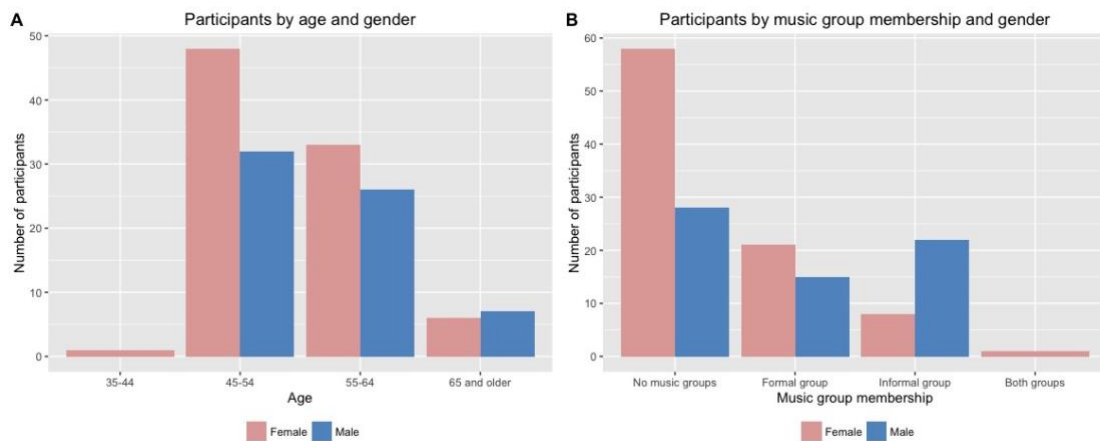 A
Participants by age and gender
50
40
30
20
10
0
Number of participants
35-44 45-54 55-64 65 and older
Age
Female Male
B
Participants by music group membership and gender
60
50
40
30
20
10
0
Number of participants
No music groups Formal group Informal group Both groups
Music group membership
Female Male